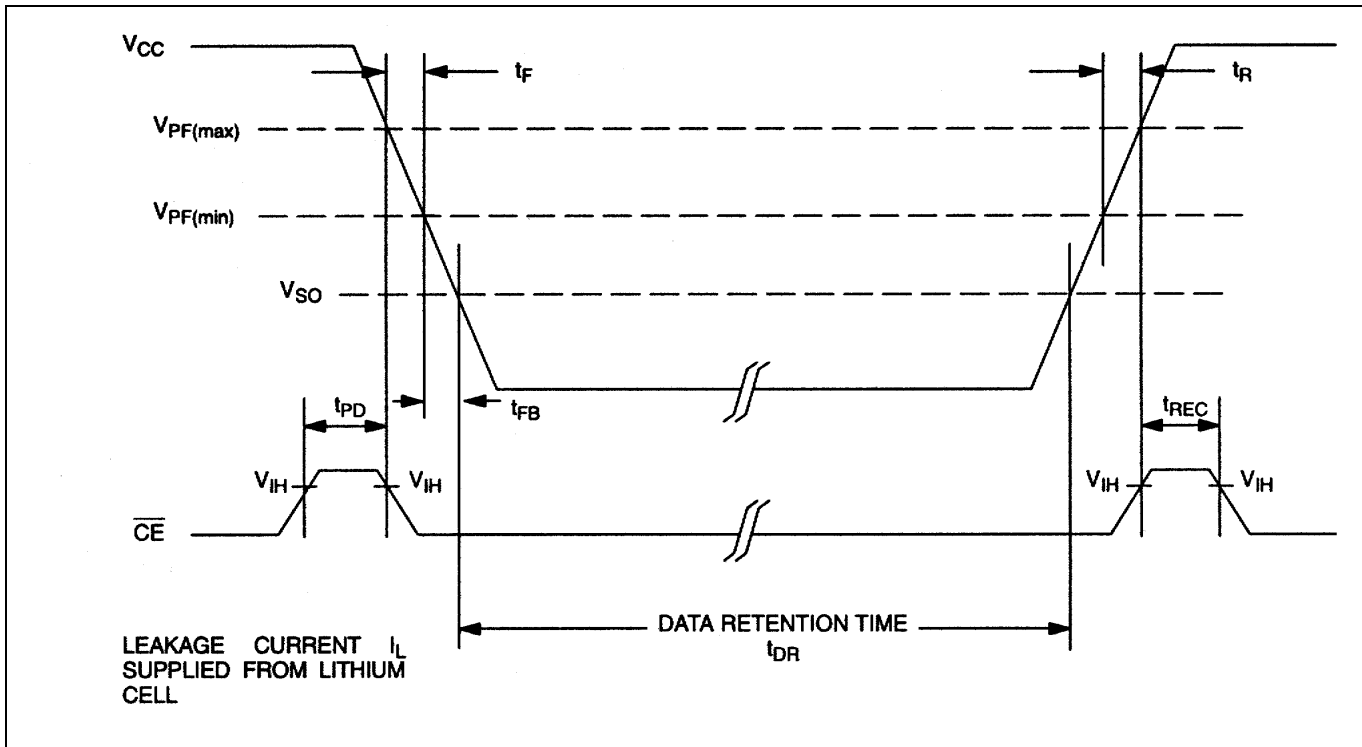 VCC
tF
tR
VPF(max)
VPF(min)
VSO
tPD
tFB
tREC
VIH
VIH
VIH
VIH
CE
DATA RETENTION TIME
tDR
LEAKAGE CURRENT IL
SUPPLIED FROM LITHIUM
CELL